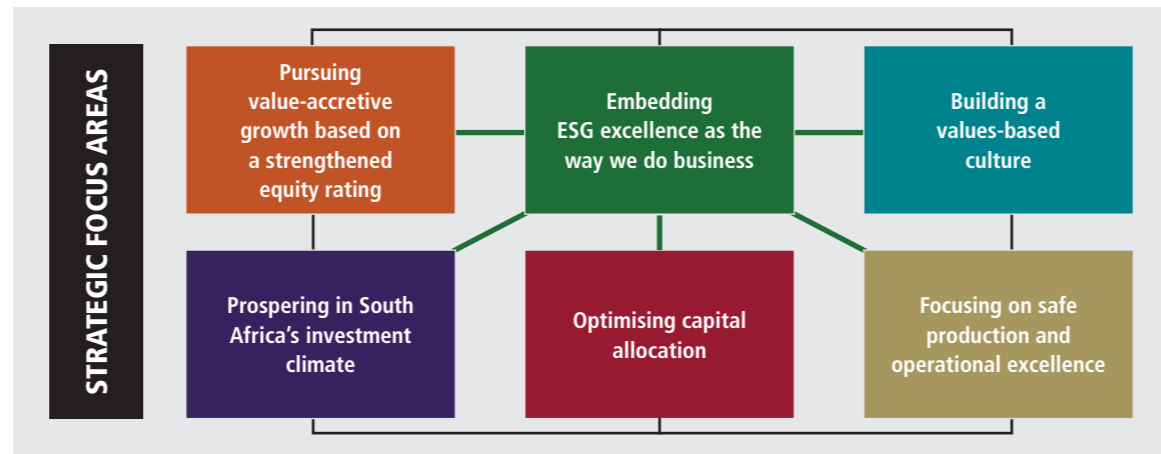 STRATEGIC FOCUS AREAS
Pursuing
value-accretive
growth based on
a strengthened
equity rating
Embedding
ESG excellence as the
way we do business
Building a
values-based
culture
Prospering in South
Africa’s investment
climate
Optimising capital
allocation
Focusing on safe
production and
operational excellence